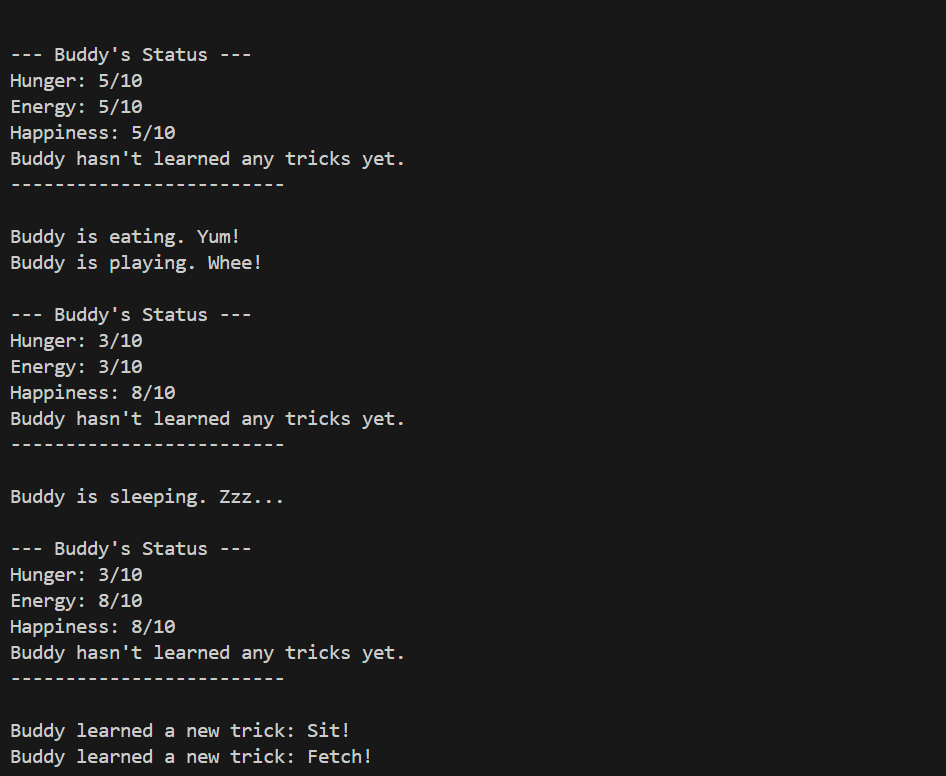 --- Buddy's Status ---
Hunger: 5/10
Energy: 5/10
Happiness: 5/10
Buddy hasn't learned any tricks yet.
-------------------------
Buddy is eating. Yum!
Buddy is playing. Whee!
--- Buddy's Status ---
Hunger: 3/10
Energy: 3/10
Happiness: 8/10
Buddy hasn't learned any tricks yet.
-------------------------
Buddy is sleeping. Zzz...
--- Buddy's Status ---
Hunger: 3/10
Energy: 8/10
Happiness: 8/10
Buddy hasn't learned any tricks yet.
-------------------------
Buddy learned a new trick: Sit!
Buddy learned a new trick: Fetch!